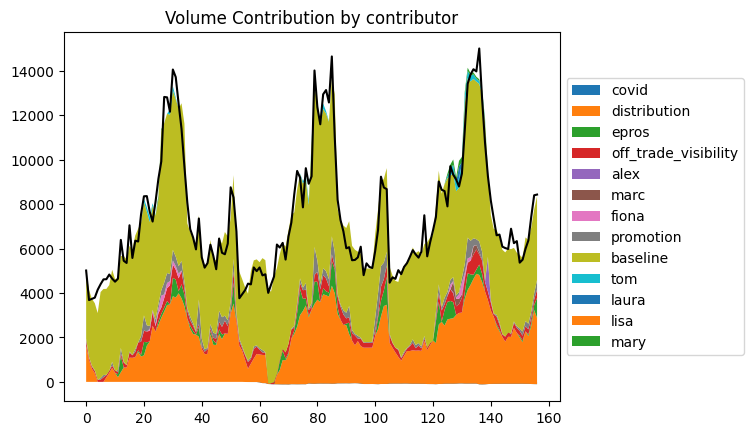 Volume Contribution by contributor
14000
12000
10000
8000
6000
4000
2000
0
0 20 40 60 80 100 120 140 160
covid
distribution
epros
off_trade_visibility
alex
marc
fiona
promotion
baseline
tom
laura
lisa
mary